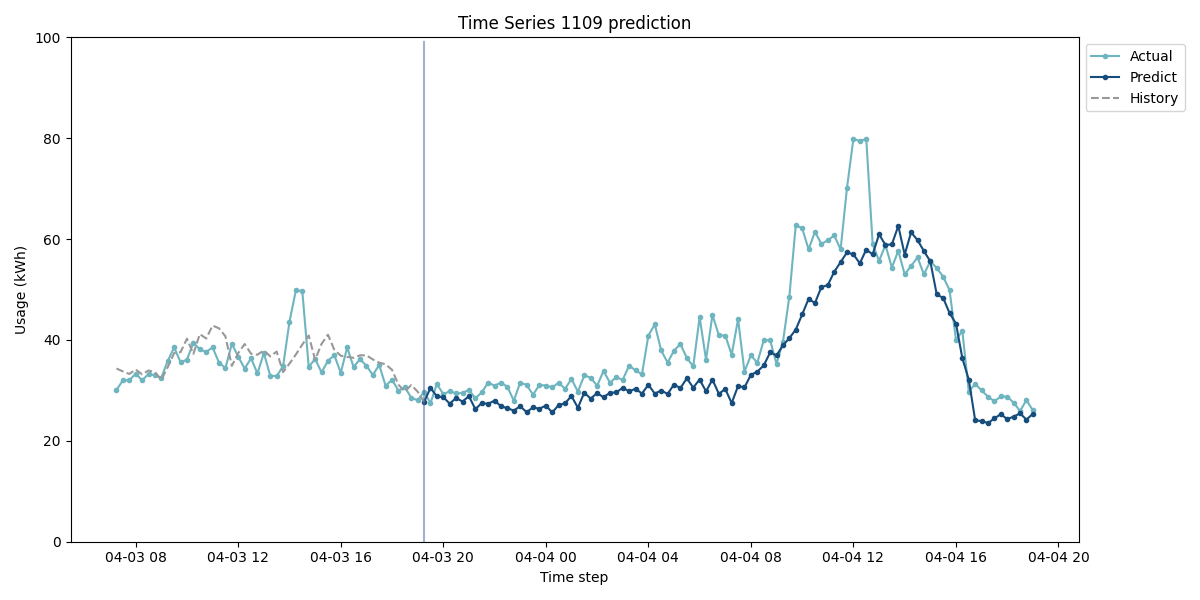 Time Series 1109 prediction
100
80
60
40
20
0
Usage (kWh)
04-03 08
04-03 12
04-03 16
04-03 20
04-04 00
04-04 04
04-04 08
04-04 12
04-04 16
04-04 20
Time step
Actual
Predict
History